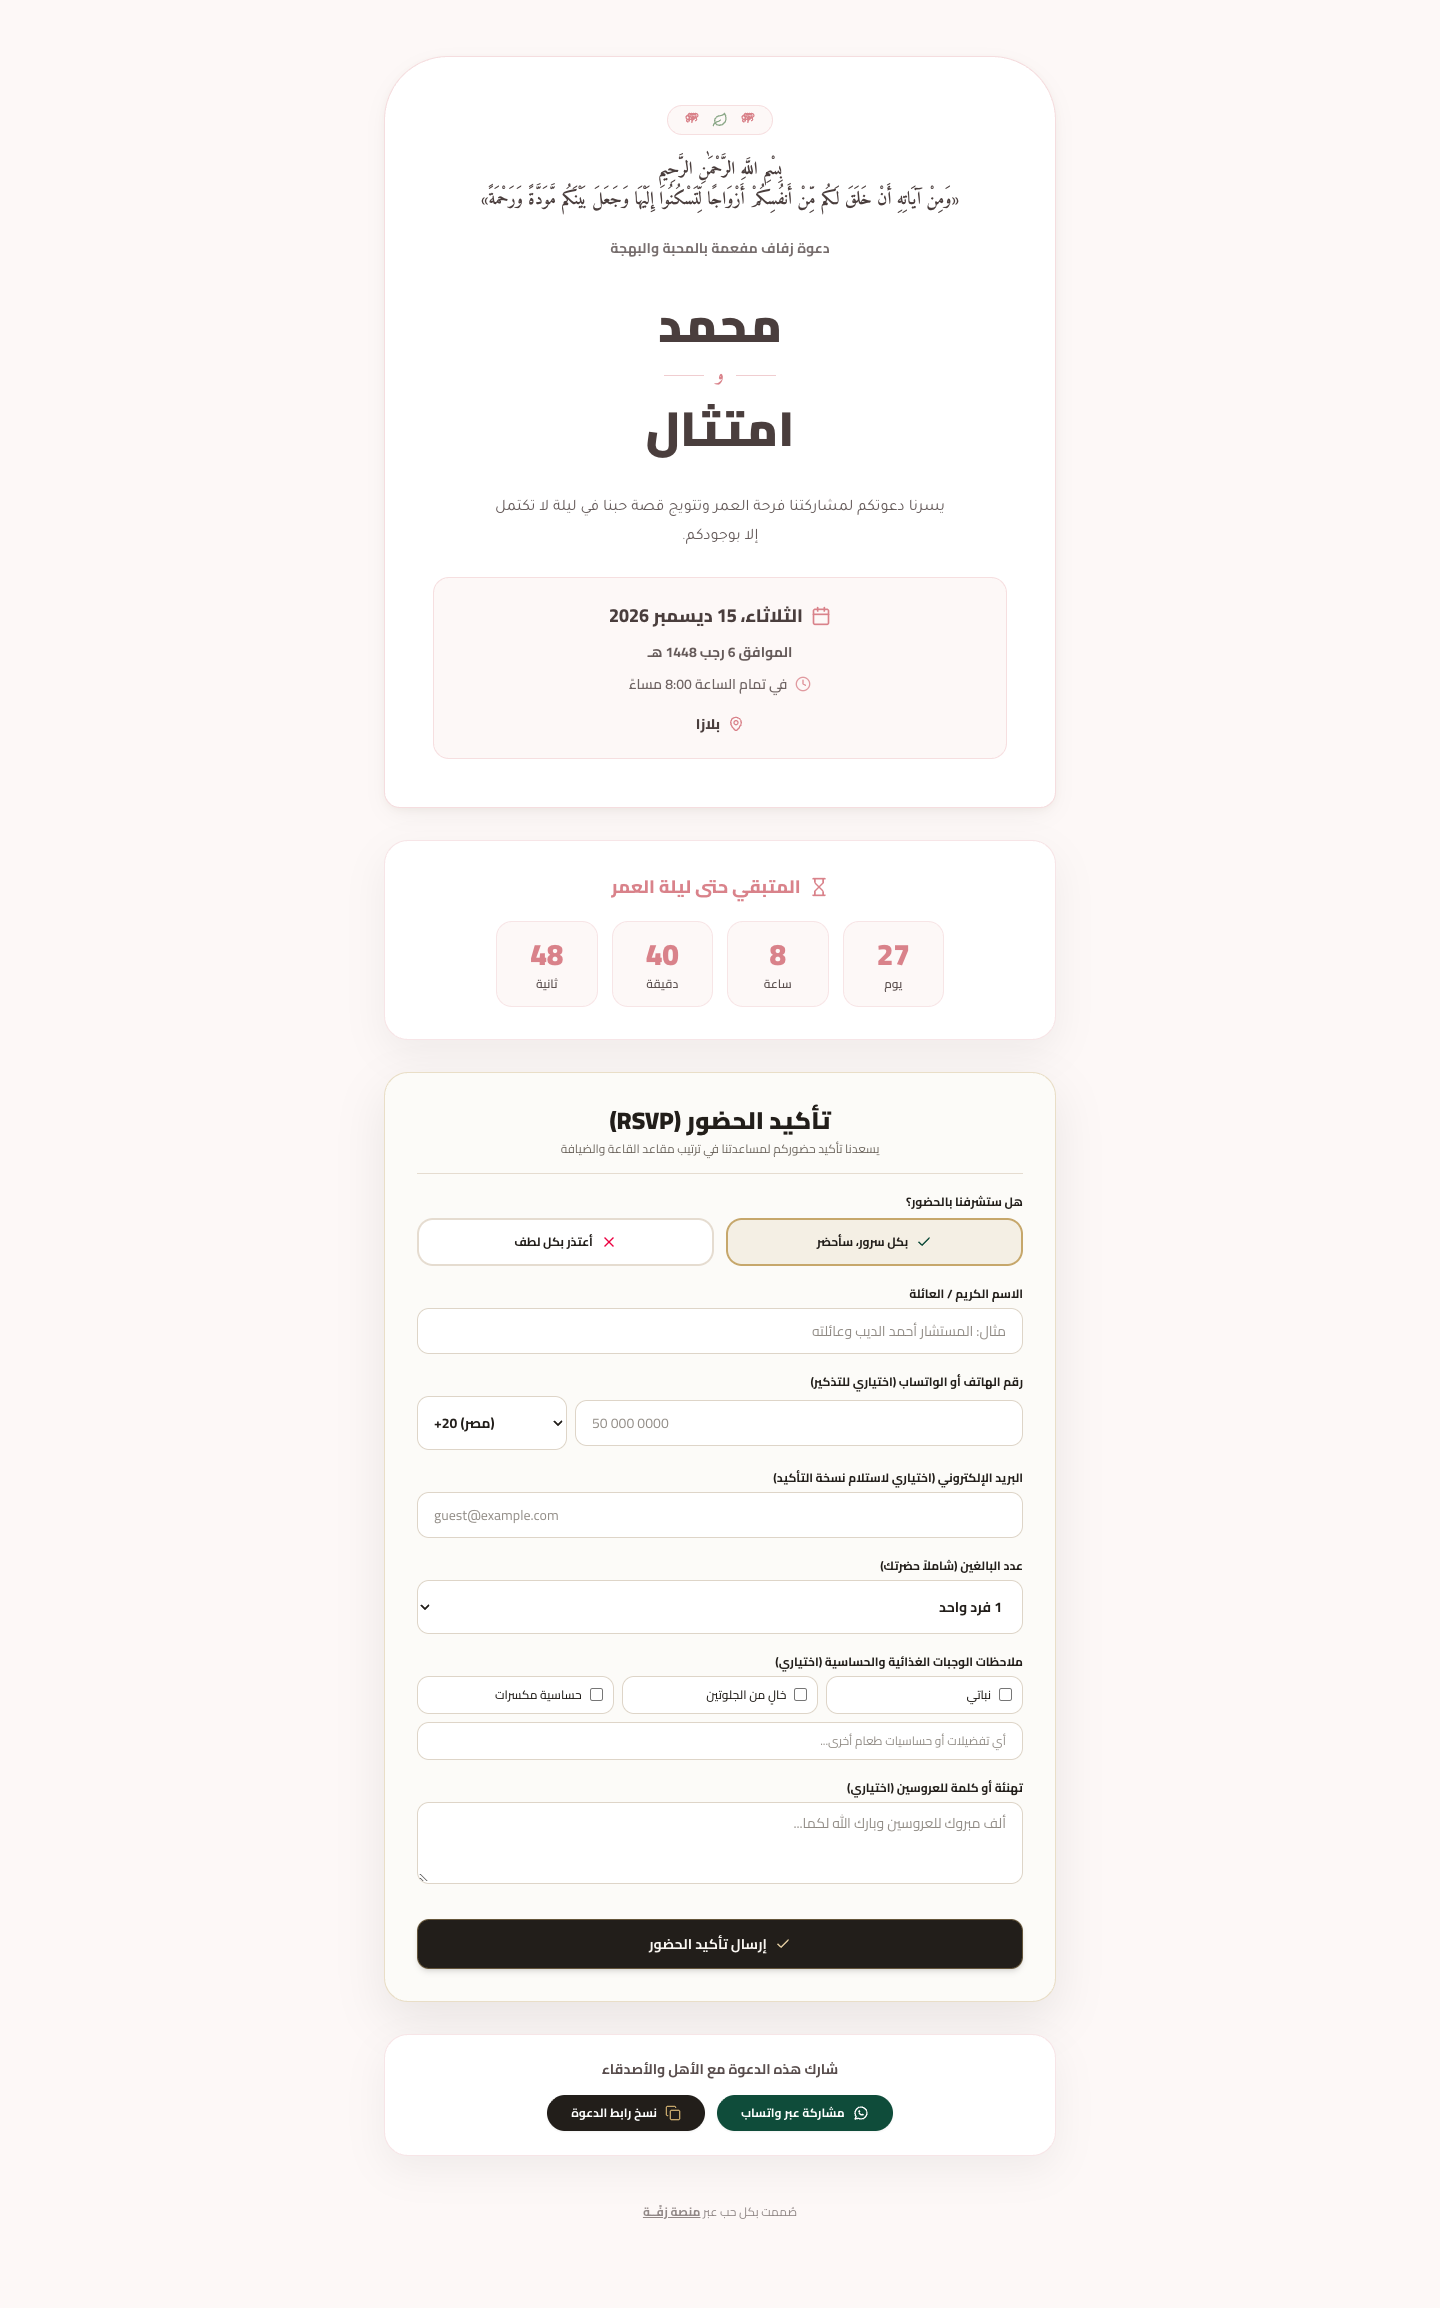 بِسْمِ اللَّهِ الرَّحْمَٰنِ الرَّحِيمِ
«وَمِنْ آيَاتِهِ أَنْ خَلَقَ لَكُم مِّنْ أَنفُسِكُمْ أَزْوَاجًا لِّتَسْكُنُوا إِلَيْهَا وَجَعَلَ بَيْنَكُم مَّوَدَّةً وَرَحْمَةً»
دعوة زفاف مفعمة بالمحبة والبهجة
محمد
و
امتثال
يسرنا دعوتكم لمشاركتنا فرحة العمر وتتويج قصة حبنا في ليلة لا تكتمل
إلا بوجودكم.
الثلاثاء، 15 ديسمبر 2026
الموافق 6 رجب 1448 هـ
في تمام الساعة 8:00 مساءً
بلازا
المتبقي حتى ليلة العمر
27 8 40 48
يوم ساعة دقيقة ثانية
تأكيد الحضور (RSVP)
يسعدنا تأكيد حضوركم لمساعدتنا في ترتيب مقاعد القاعة والضيافة
هل ستشرفنا بالحضور؟
بكل سرور، سأحضر أعتذر بكل لطف
الاسم الكريم / العائلة
مثال: المستشار أحمد الديب وعائلته
رقم الهاتف أو الواتساب (اختياري للتذكير)
50 000 0000 +20 (مصر)
البريد الإلكتروني (اختياري لاستلام نسخة التأكيد)
guest@example.com
عدد البالغين (شاملاً حضرتك)
1 فرد واحد
ملاحظات الوجبات الغذائية والحساسية (اختياري)
نباتي خالٍ من الجلوتين حساسية مكسرات
أي تفضيلات أو حساسيات طعام أخرى...
تهنئة أو كلمة للعروسين (اختياري)
ألف مبروك للعروسين وبارك الله لكما...
إرسال تأكيد الحضور
شارك هذه الدعوة مع الأهل والأصدقاء
مشاركة عبر واتساب نسخ رابط الدعوة
صُممت بكل حب عبر منصة زفّــة